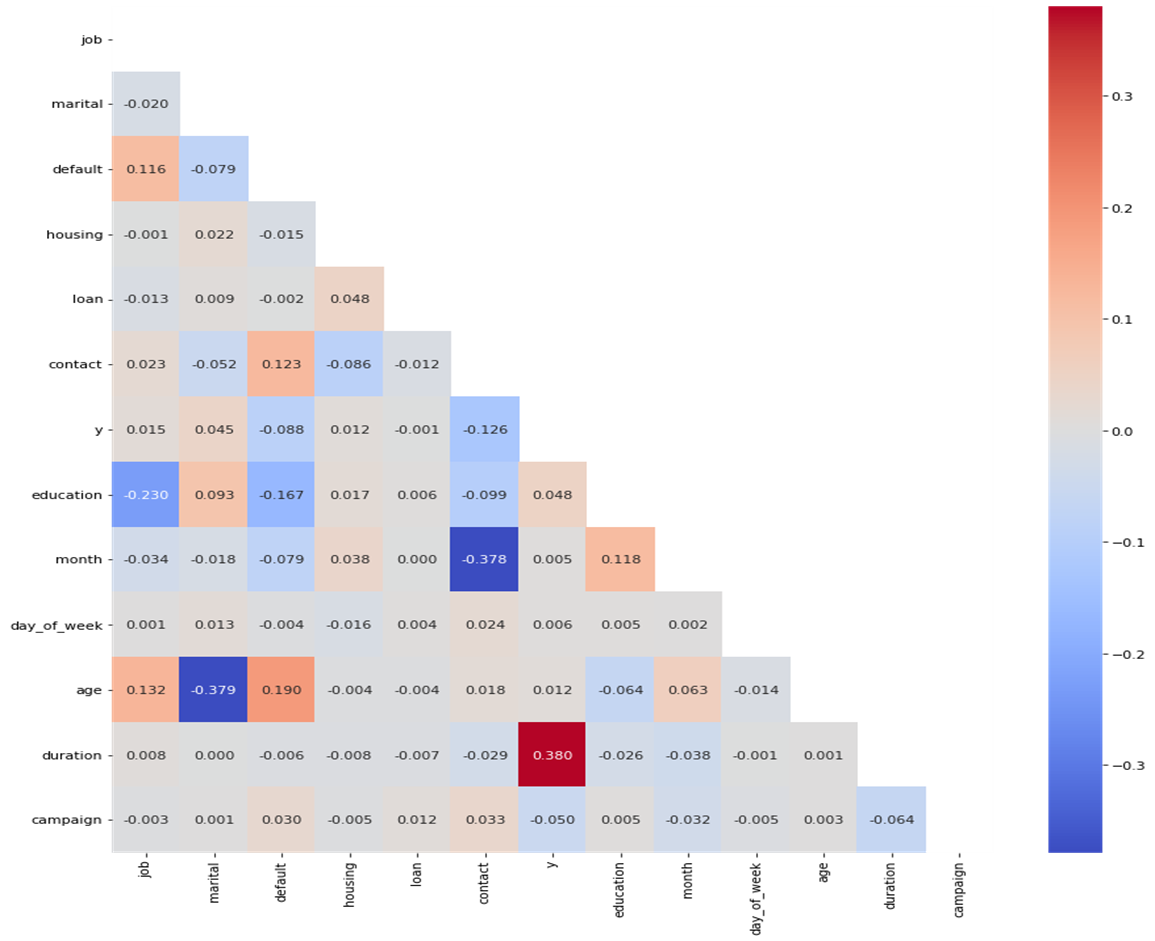 job
marital -0.020
default 0.116 -0.079
housing -0.001 0.022 -0.015
loan -0.013 0.009 -0.002 0.048
contact 0.023 -0.052 0.123 -0.086 -0.012
y 0.015 0.045 -0.088 0.012 -0.001 -0.126
education -0.230 0.093 -0.167 0.017 0.006 -0.099 0.048
month -0.034 -0.018 -0.079 0.038 0.000 -0.378 0.005 0.118
day_of_week 0.001 0.013 -0.004 -0.016 0.004 0.024 0.006 0.005 0.002
age 0.132 -0.379 0.190 -0.004 -0.004 0.018 0.012 -0.064 0.063 -0.014
duration 0.008 0.000 -0.006 -0.008 -0.007 -0.029 0.380 -0.026 -0.038 -0.001 0.001
campaign -0.003 0.001 0.030 -0.005 0.012 0.033 -0.050 0.005 -0.032 -0.005 0.003 -0.064
job marital default housing loan contact y education month day_of_week age duration campaign
0.3
0.2
0.1
0.0
−0.1
−0.2
−0.3